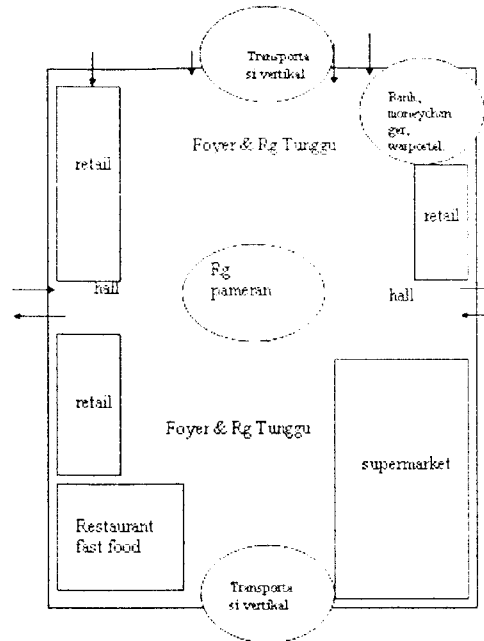 Transporta
si vertikal
Bank,
moneychan
ger,
warpostel.
Foyer & Rg Tunggu
retail
retail
Rg
pameran
hall
hall
retail
Foyer & Rg Tunggu
supermarket
Restaurant
fast food
Transporta
si vertikal